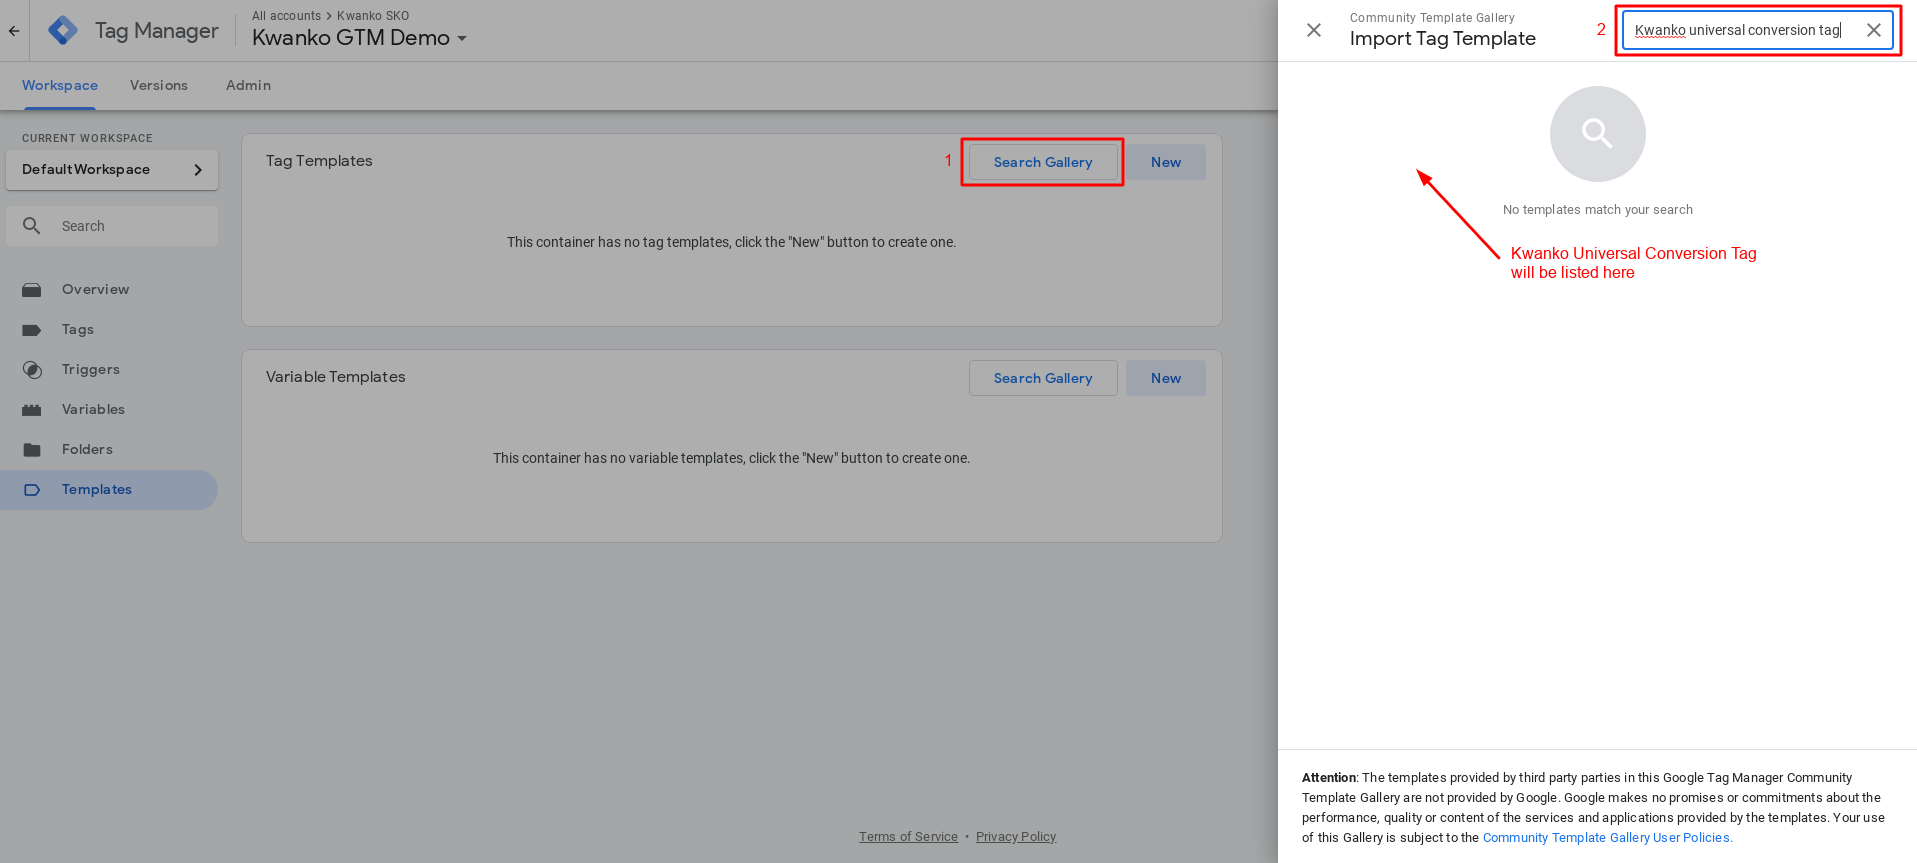 Tag Manager
All accounts > Kwanko SKO
Kwanko GTM Demo
Workspace
Versions
Admin
CURRENT WORKSPACE
Default Workspace
Search
Overview
Tags
Triggers
Variables
Folders
Templates
Tag Templates
1
Search Gallery
New
This container has no tag templates, click the "New" button to create one.
Variable Templates
Search Gallery
New
This container has no variable templates, click the "New" button to create one.
Terms of Service • Privacy Policy
Community Template Gallery
Import Tag Template
2
Kwanko universal conversion tag
No templates match your search
Kwanko Universal Conversion Tag
will be listed here
Attention: The templates provided by third party parties in this Google Tag Manager Community
Template Gallery are not provided by Google. Google makes no promises or commitments about the
performance, quality or content of the services and applications provided by the templates. Your use
of this Gallery is subject to the Community Template Gallery User Policies.